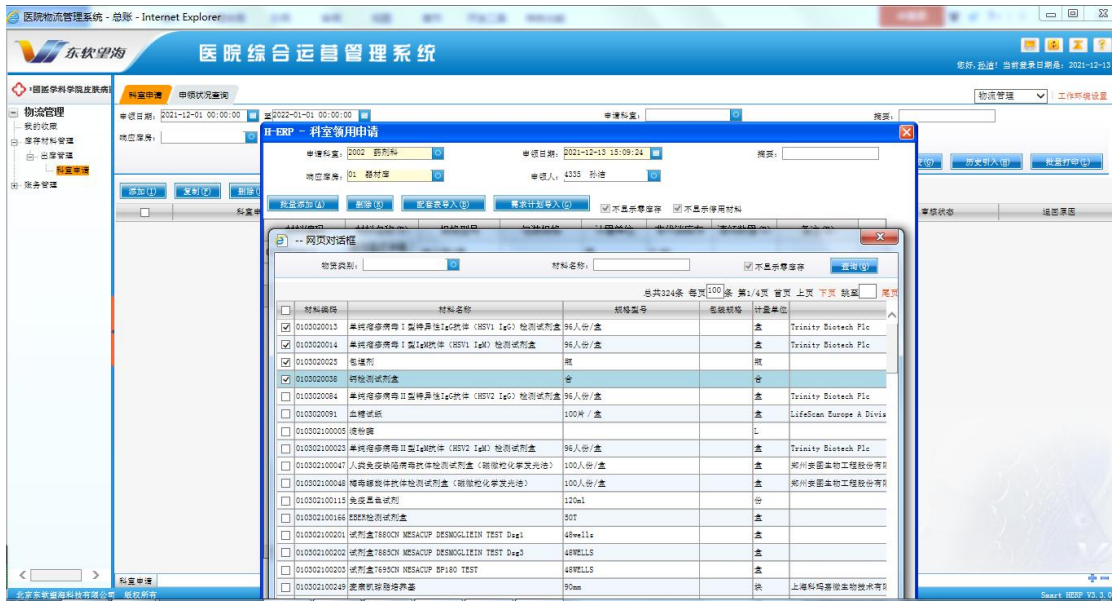 医院物流管理系统 - 总账 - Internet Explorer
东软望海
医院综合运营管理系统
您好,孙洁! 当前登录日期是: 2021-12-13
科室申请
申领状况查询
物流管理
工作环境设置
物流管理
我的收藏
库存材料管理
出库管理
科室申请
账务管理
申领日期: 2021-12-01 00:00:00 至 2022-01-01 00:00:00
申请科室:
摘要:
响应库房:
历史引入(H)
批量打印(L)
添加(I)
复制(F)
删除
审核状态
退回原因
H-ERP - 科室领用申请
申请科室: 2002 药剂科
申领日期: 2021-12-13 15:09:24
摘要:
响应库房: 01 器材库
申领人: 4335 孙洁
批量添加(A)
删除(K)
配套表导入(B)
需求计划导入(G)
不显示零库存
不显示停用材料
-- 网页对话框
物资类别:
材料名称:
不显示零库存
查询(Q)
总共324条 每页 100 条 第1/4页 首页 上页 下页 跳至 尾页
材料编码 材料名称 规格型号 包装规格 计量单位
0103020013 单纯疱疹病毒Ⅰ型特异性IgG抗体(HSV1 IgG)检测试剂盒 96人份/盒 盒 Trinity Biotech Plc
0103020014 单纯疱疹病毒Ⅰ型IgM抗体(HSV1 IgM)检测试剂盒 96人份/盒 盒 Trinity Biotech Plc
0103020025 包埋剂 瓶 瓶
0103020038 钙检测试剂盒 合 合
0103020084 单纯疱疹病毒Ⅱ型特异性IgG抗体(HSV2 IgG)检测试剂盒 96人份/盒 盒 Trinity Biotech Plc
0103020091 血糖试纸 100片 / 盒 盒 LifeScan Europe A Divis
010302100005 淀粉酶 L
010302100023 单纯疱疹病毒Ⅱ型IgM抗体(HSV2 IgM)检测试剂盒 96人份/盒 盒 Trinity Biotech Plc
010302100047 人类免疫缺陷病毒抗体检测试剂盒(磁微粒化学发光法) 100人份/盒 盒 郑州安图生物工程股份有限
010302100048 梅毒螺旋体抗体检测试剂盒(磁微粒化学发光法) 100人份/盒 盒 郑州安图生物工程股份有限
010302100115 免疫显色试剂 120ml 份
010302100166 EBER检测试剂盒 50T 盒
010302100201 试剂盒7880CN MESACUP DESMOGLIEIN TEST Dsg1 48wells 盒
010302100202 试剂盒7885CN MESACUP DESMOGLIEIN TEST Dsg3 48WELLS 盒
010302100203 试剂盒7695CN MESACUP BP180 TEST 48WELLS 盒
010302100249 麦康凯琼脂培养基 90mm 块 上海科玛嘉微生物技术有限
科室申请
北京东软望海科技有限公司 版权所有
Smart HERP V3.3.0